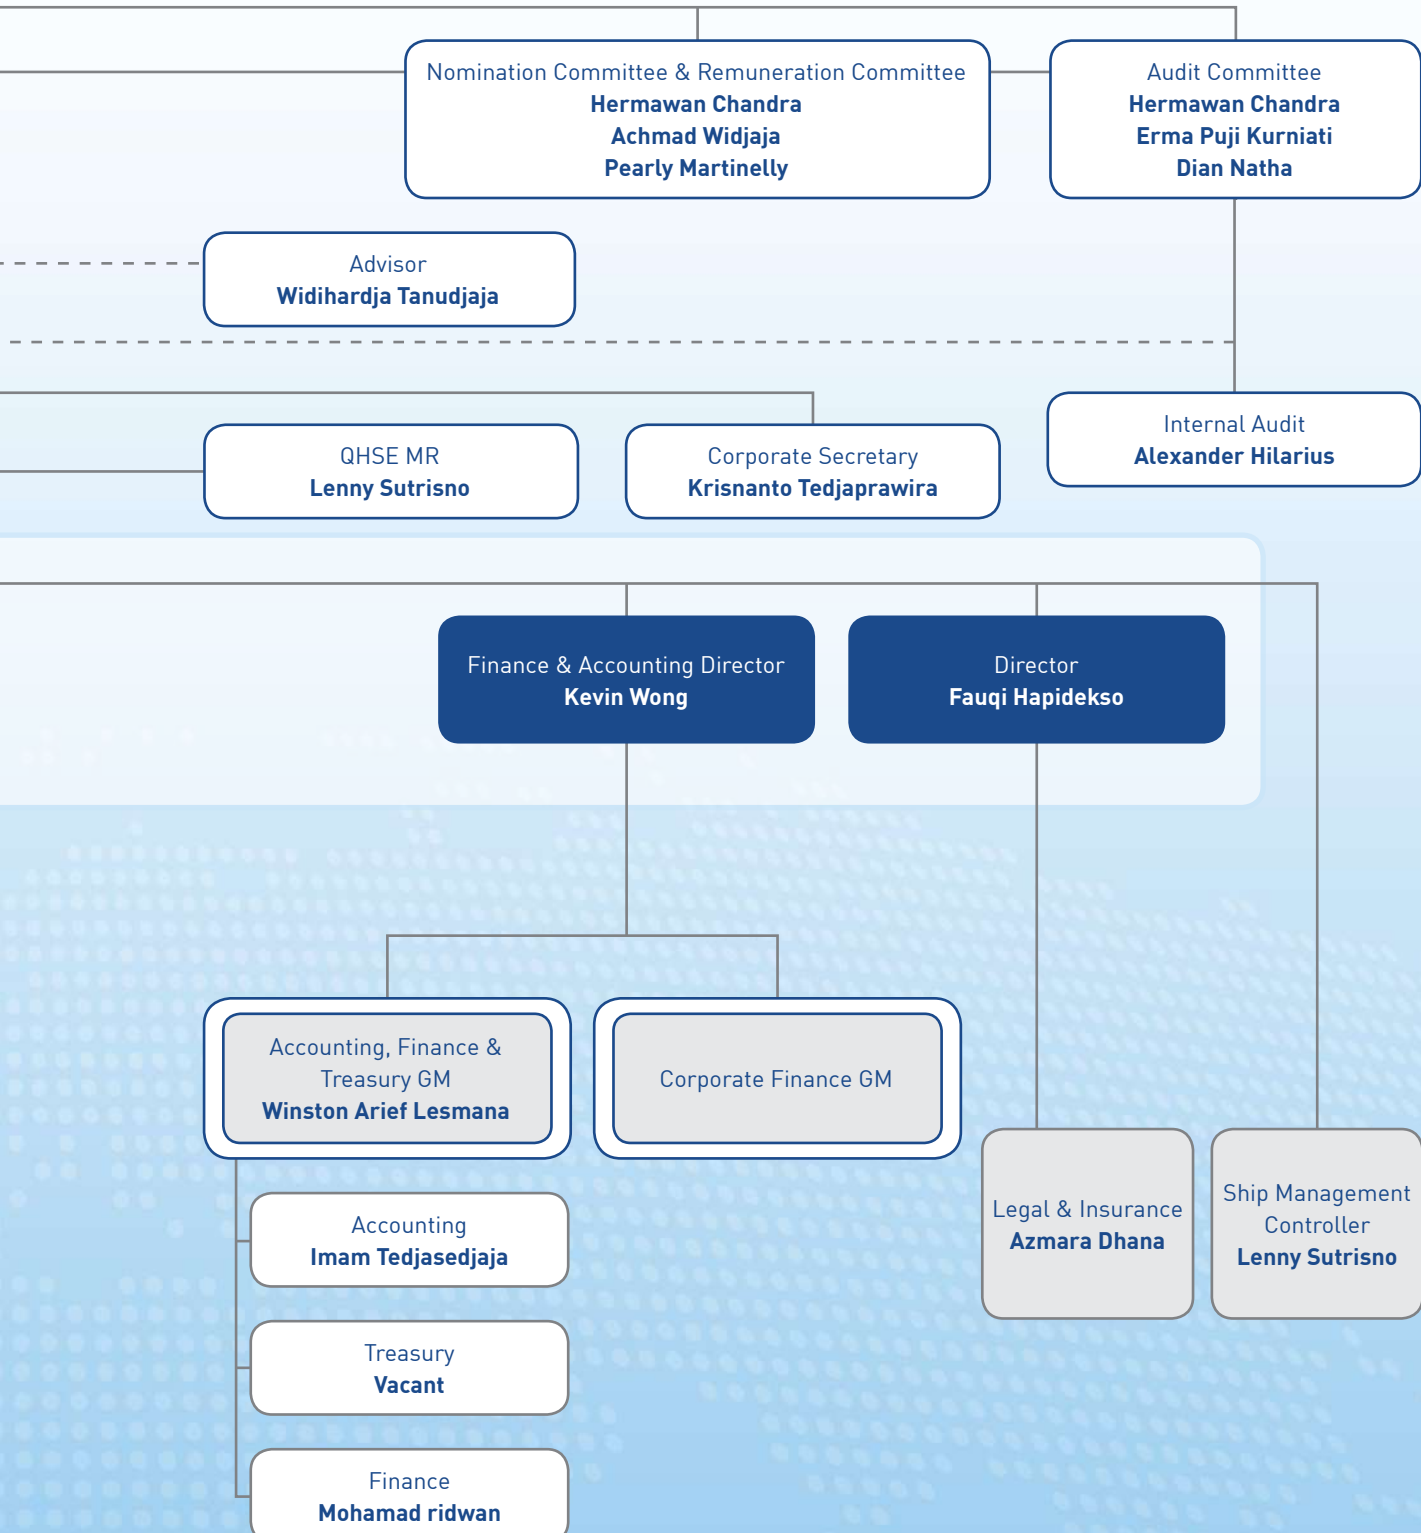 Nomination Committee & Remuneration Committee
Hermawan Chandra
Achmad Widjaja
Pearly Martinelly
Audit Committee
Hermawan Chandra
Erma Puji Kurniati
Dian Natha
Advisor
Widihardja Tanudjaja
QHSE MR
Lenny Sutrisno
Corporate Secretary
Krisnanto Tedjaprawira
Internal Audit
Alexander Hilarius
Finance & Accounting Director
Kevin Wong
Director
Fauqi Hapidekso
Accounting, Finance &
Treasury GM
Winston Arief Lesmana
Corporate Finance GM
Legal & Insurance
Azmara Dhana
Ship Management
Controller
Lenny Sutrisno
Accounting
Imam Tedjasedjaja
Treasury
Vacant
Finance
Mohamad ridwan